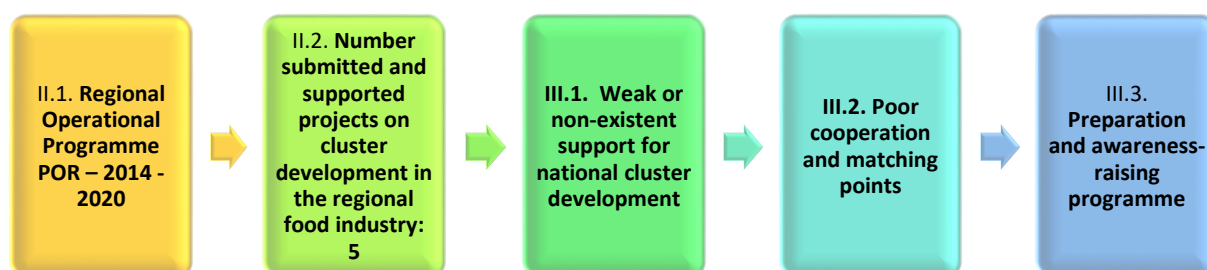 II.1. Regional
Operational
Programme
POR – 2014 -
2020
II.2. Number
submitted and
supported
projects on
cluster
development in
the regional
food industry:
5
III.1. Weak or
non-existent
support for
national cluster
development
III.2. Poor
cooperation
and matching
points
III.3.
Preparation
and awareness-
raising
programme